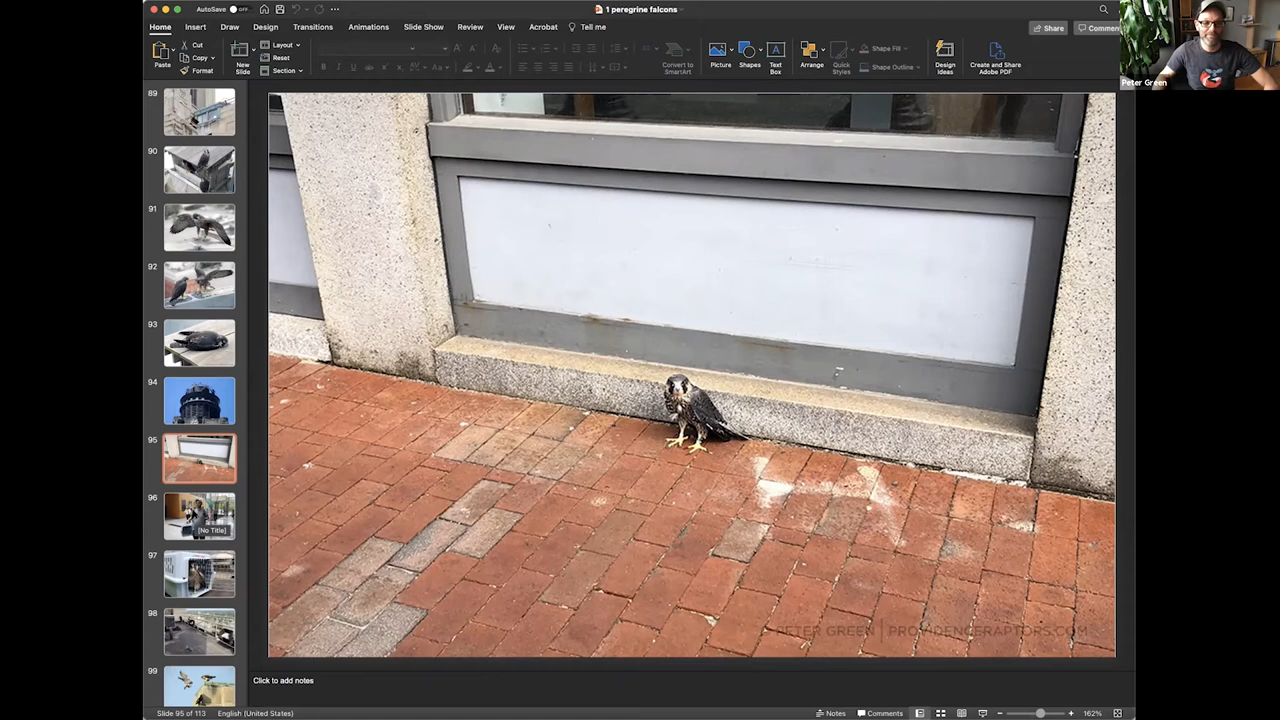 AutoSave OFF
1 peregrine falcons
Home Insert Draw Design Transitions Animations Slide Show Review View Acrobat Tell me
Share
Paste
Cut
Copy
Format
New Slide
Layout
Reset
Section
Convert to SmartArt
Picture
Shapes
Text Box
Arrange
Quick Styles
Shape Fill
Shape Outline
Design Ideas
Create and Share Adobe PDF
Peter Green
89
90
91
92
93
94
95
96
[No Title]
97
98
99
PETER GREEN | PROVIDENCERAPTORS.COM
Click to add notes
Slide 95 of 113 English (United States)
Notes Comments 162%